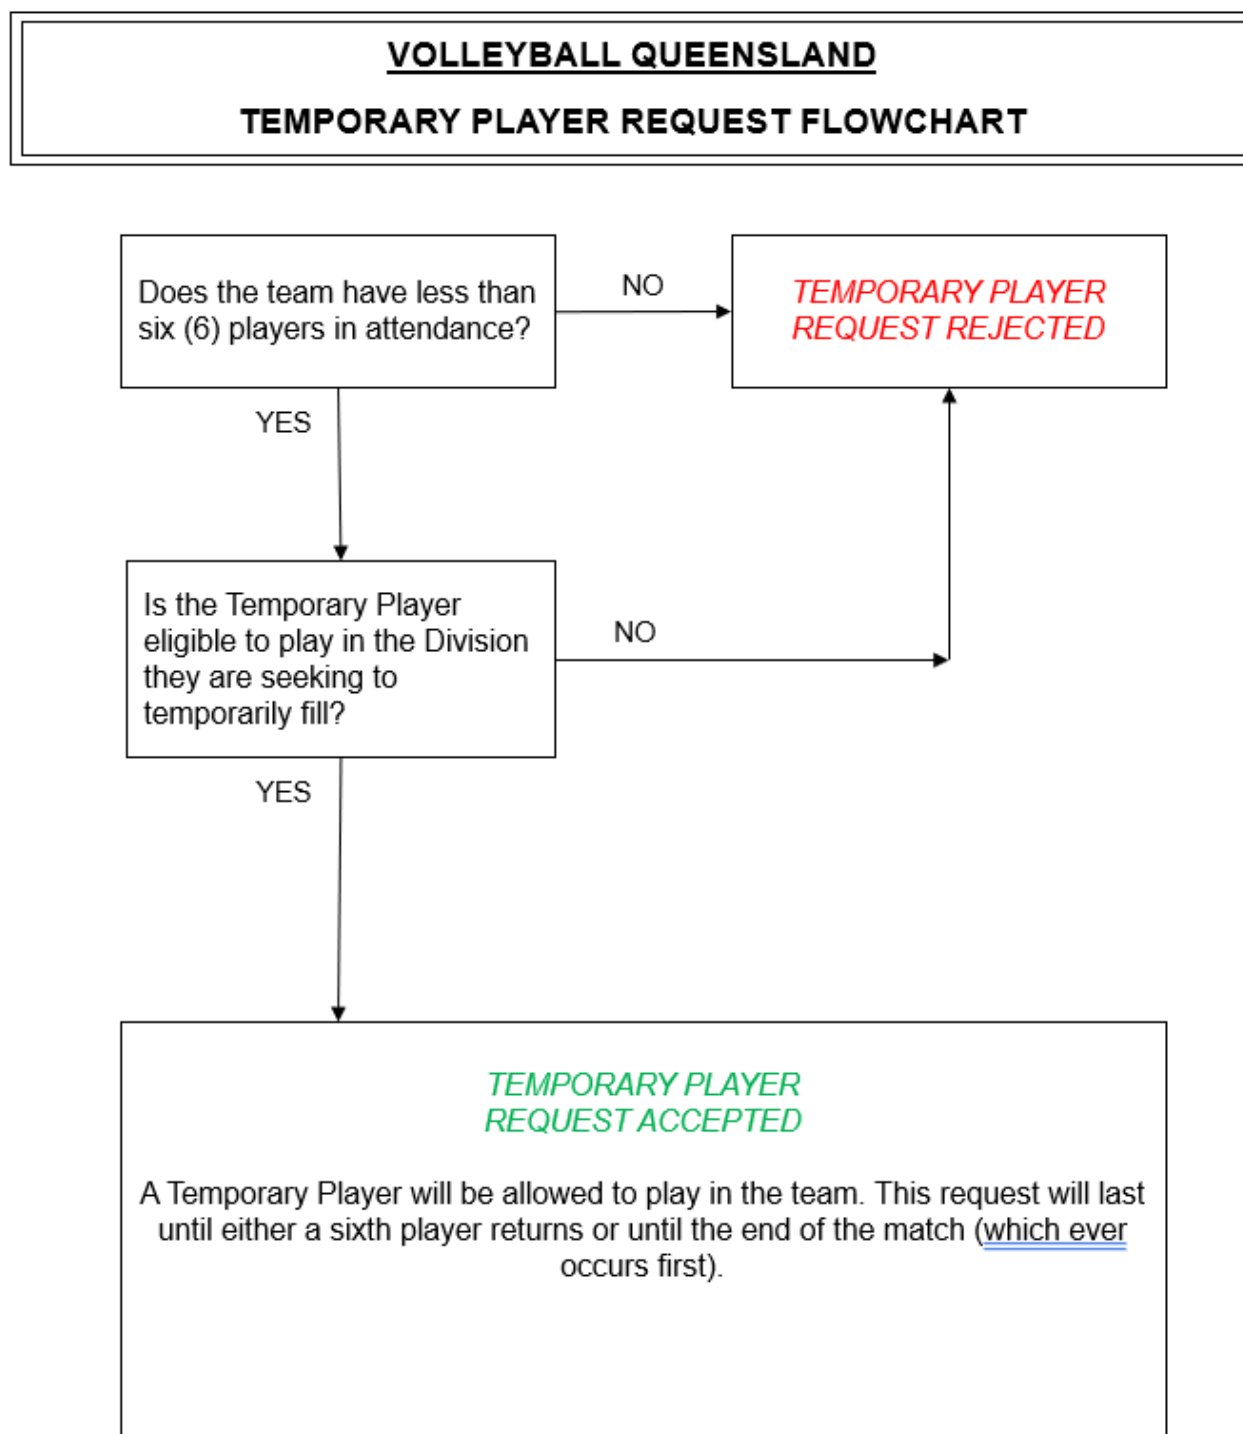 VOLLEYBALL QUEENSLAND
TEMPORARY PLAYER REQUEST FLOWCHART
Does the team have less than
six (6) players in attendance?
NO
TEMPORARY PLAYER
REQUEST REJECTED
YES
Is the Temporary Player
eligible to play in the Division
they are seeking to
temporarily fill?
NO
YES
TEMPORARY PLAYER
REQUEST ACCEPTED
A Temporary Player will be allowed to play in the team. This request will last
until either a sixth player returns or until the end of the match (which ever
occurs first).